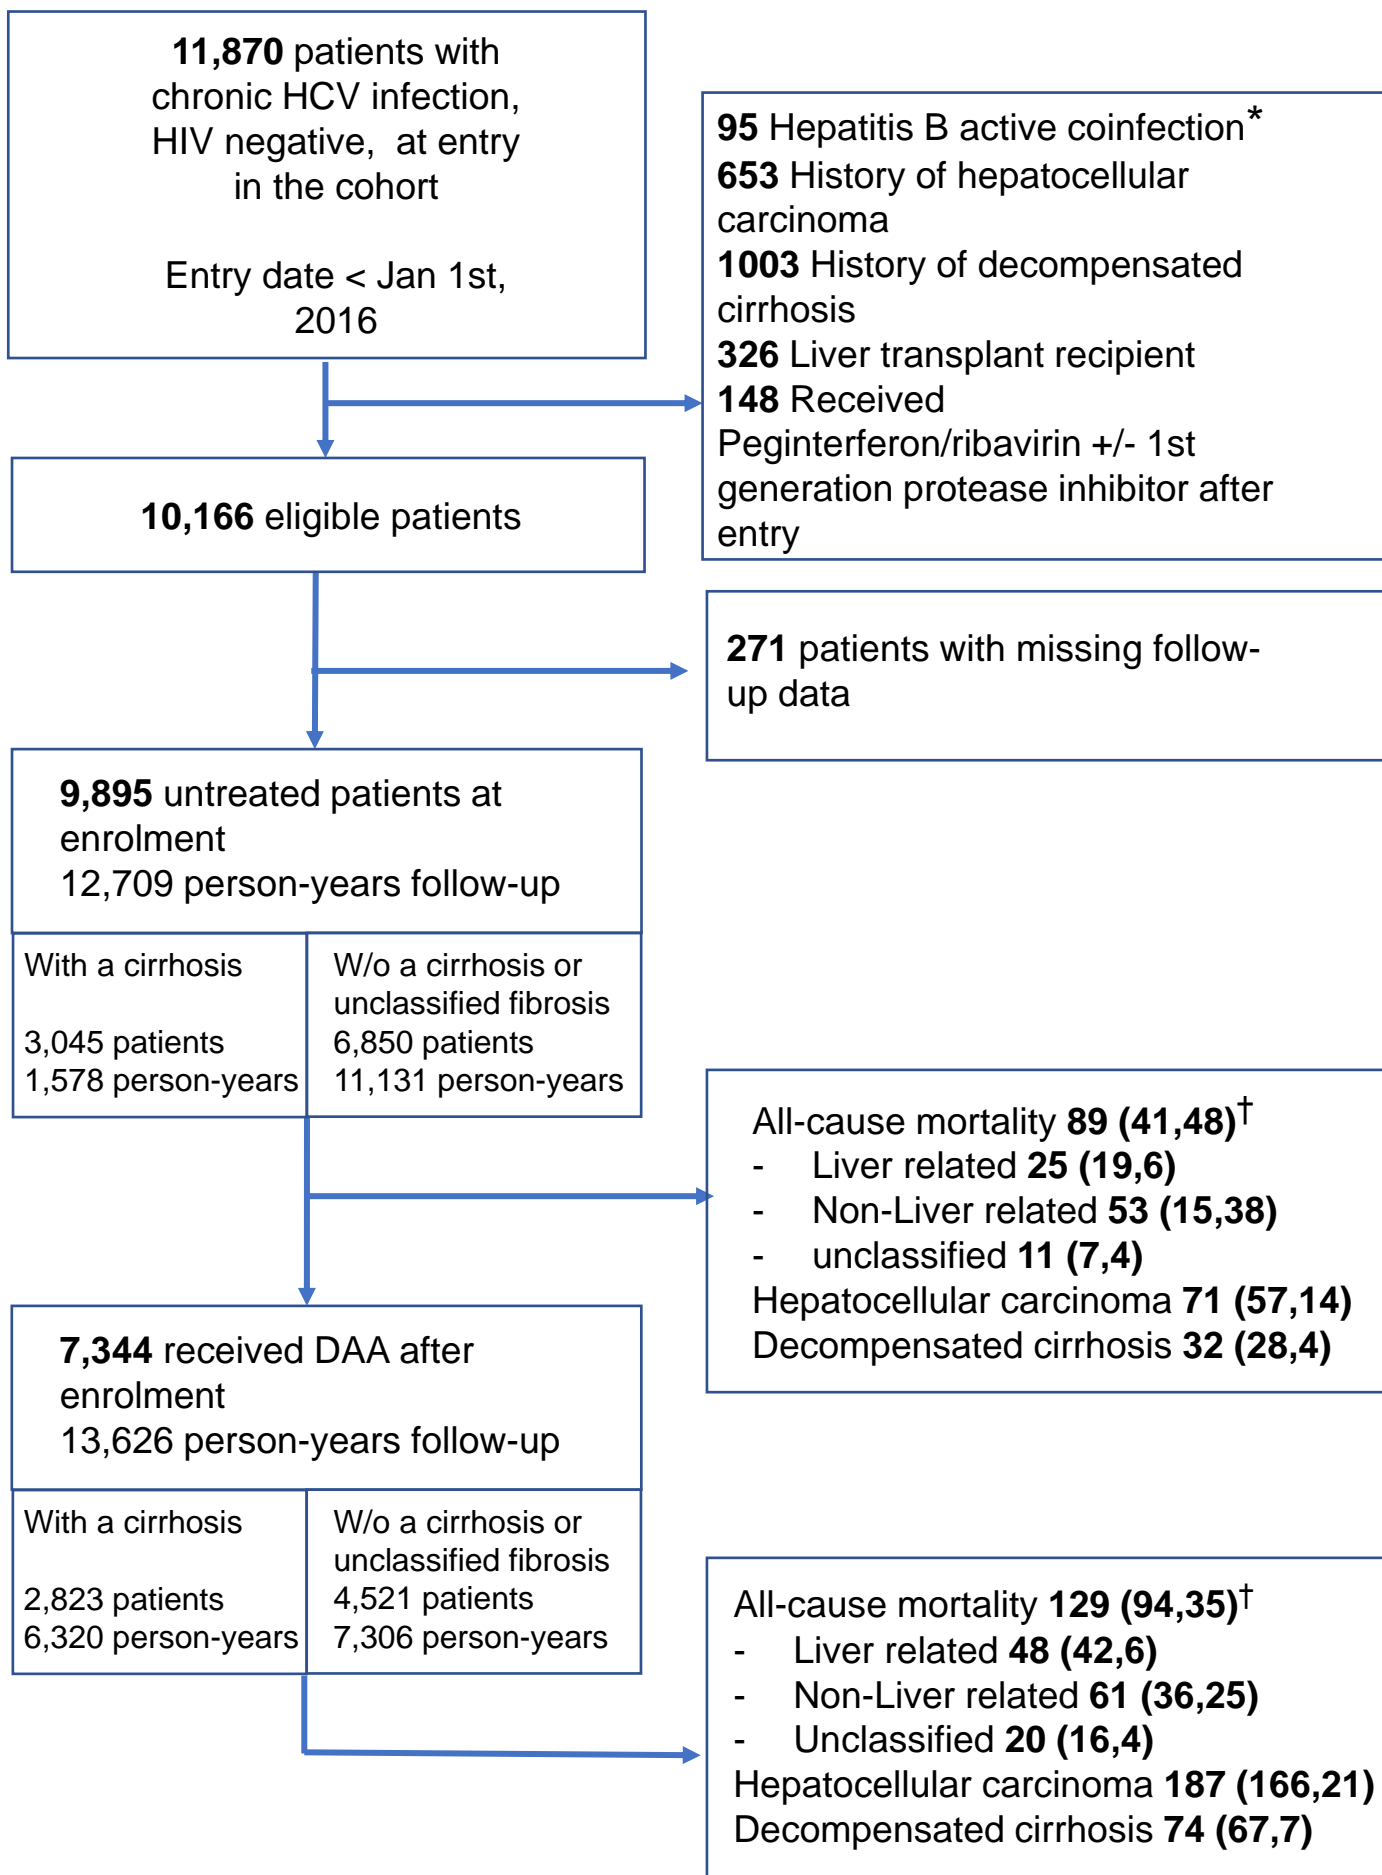 11,870 patients with
chronic HCV infection,
HIV negative, at entry
in the cohort
Entry date < Jan 1st,
2016
95 Hepatitis B active coinfection*
653 History of hepatocellular
carcinoma
1003 History of decompensated
cirrhosis
326 Liver transplant recipient
148 Received
Peginterferon/ribavirin +/- 1st
generation protease inhibitor after
entry
10,166 eligible patients
271 patients with missing follow-
up data
9,895 untreated patients at
enrolment
12,709 person-years follow-up
With a cirrhosis
3,045 patients
1,578 person-years
W/o a cirrhosis or
unclassified fibrosis
6,850 patients
11,131 person-years
All-cause mortality 89 (41,48)†
- Liver related 25 (19,6)
- Non-Liver related 53 (15,38)
- unclassified 11 (7,4)
Hepatocellular carcinoma 71 (57,14)
Decompensated cirrhosis 32 (28,4)
7,344 received DAA after
enrolment
13,626 person-years follow-up
With a cirrhosis
2,823 patients
6,320 person-years
W/o a cirrhosis or
unclassified fibrosis
4,521 patients
7,306 person-years
All-cause mortality 129 (94,35)†
- Liver related 48 (42,6)
- Non-Liver related 61 (36,25)
- Unclassified 20 (16,4)
Hepatocellular carcinoma 187 (166,21)
Decompensated cirrhosis 74 (67,7)